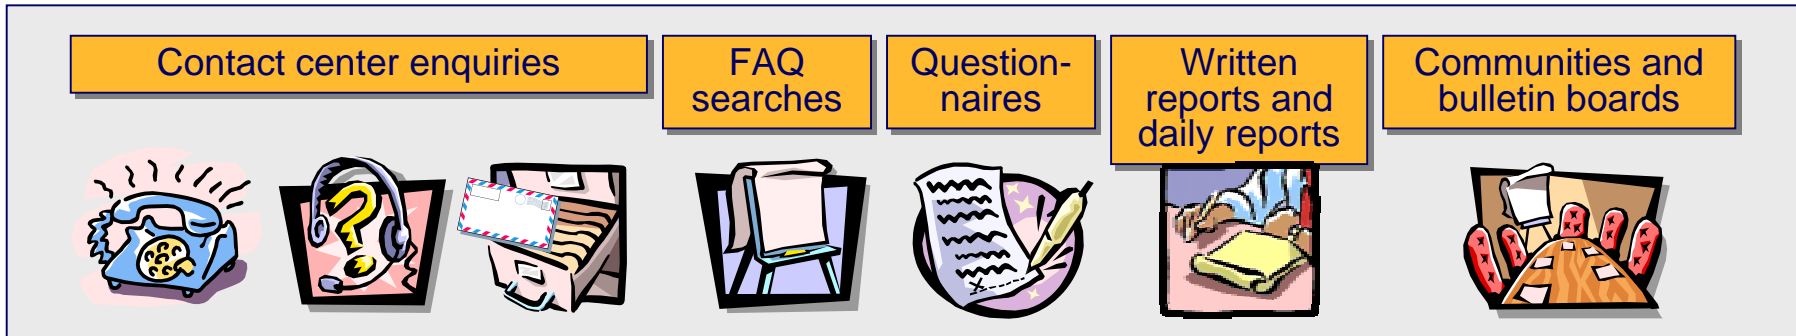 Contact center enquiries
FAQ
searches
Question-
naires
Written
reports and
daily reports
Communities and
bulletin boards